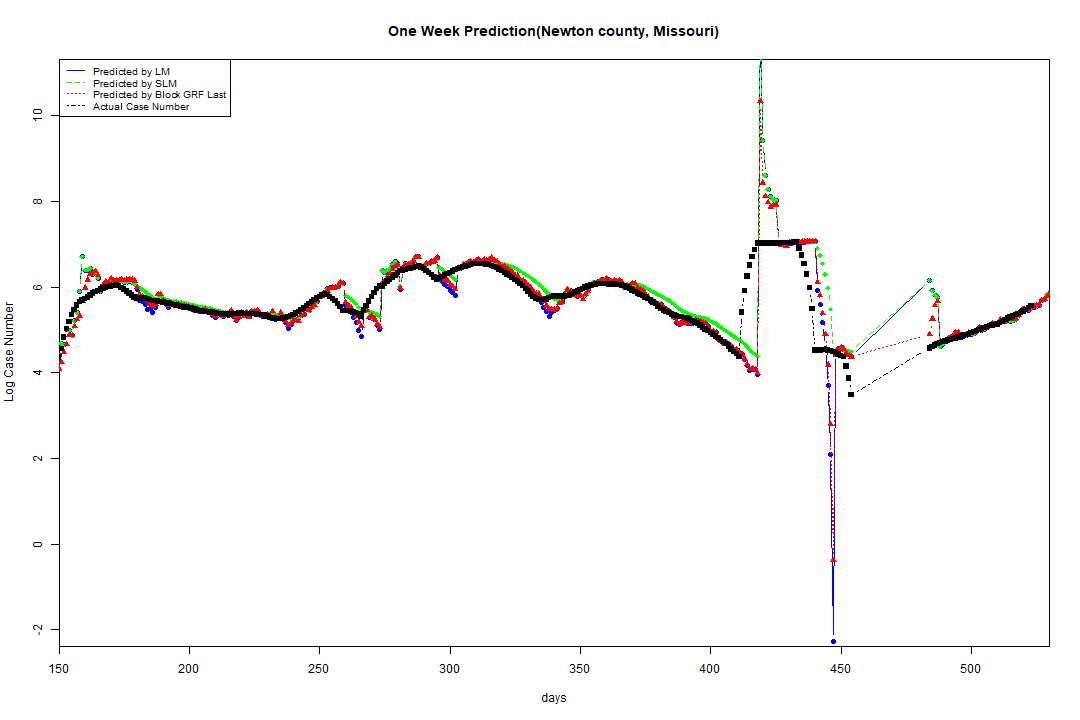 One Week Prediction(Newton county, Missouri)
Predicted by LM
Predicted by SLM
Predicted by Block GRF Last
Actual Case Number
Log Case Number
10
8
6
4
2
0
-2
150 200 250 300 350 400 450 500
days